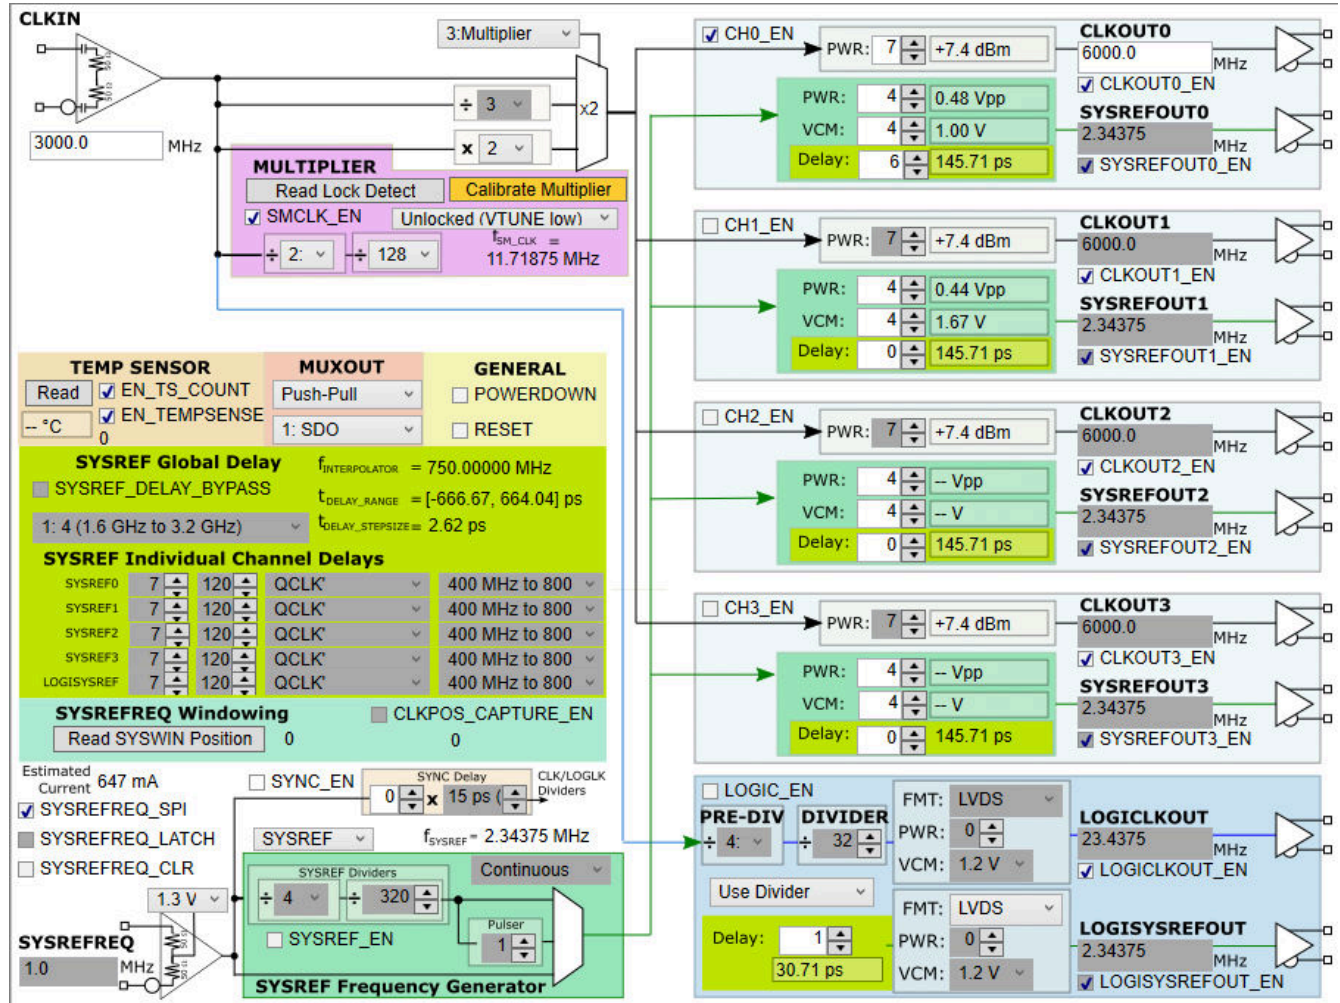 CLKIN
50 Ω
50 Ω
3000.0 MHz
3:Multiplier
÷ 3
x 2
x2
MULTIPLIER
Read Lock Detect
Calibrate Multiplier
SMCLK_EN
Unlocked (VTUNE low)
÷ 2: ÷ 128
fSM_CLK =
11.71875 MHz
TEMP SENSOR
Read
EN_TS_COUNT
EN_TEMPSENSE
-- °C
0
MUXOUT
Push-Pull
1: SDO
GENERAL
POWERDOWN
RESET
SYSREF Global Delay
SYSREF_DELAY_BYPASS
1: 4 (1.6 GHz to 3.2 GHz)
fINTERPOLATOR = 750.00000 MHz
tDELAY_RANGE = [-666.67, 664.04] ps
tDELAY_STEPSIZE = 2.62 ps
SYSREF Individual Channel Delays
SYSREF0 7 120 QCLK' 400 MHz to 800
SYSREF1 7 120 QCLK' 400 MHz to 800
SYSREF2 7 120 QCLK' 400 MHz to 800
SYSREF3 7 120 QCLK' 400 MHz to 800
LOGISYSREF 7 120 QCLK' 400 MHz to 800
SYSREFREQ Windowing
CLKPOS_CAPTURE_EN
Read SYSWIN Position 0
0
Estimated
Current 647 mA
SYSREFREQ_SPI
SYSREFREQ_LATCH
SYSREFREQ_CLR
SYNC_EN
SYNC Delay
0 x 15 ps (
CLK/LOGLK
Dividers
SYSREF
fSYSREF = 2.34375 MHz
1.3 V
50 Ω
50 Ω
SYSREFREQ
1.0 MHz
SYSREF Dividers
÷ 4 ÷ 320
SYSREF_EN
Continuous
Pulser
1
SYSREF Frequency Generator
CH0_EN
PWR: 7 +7.4 dBm
CLKOUT0
6000.0 MHz
CLKOUT0_EN
PWR: 4 0.48 Vpp
VCM: 4 1.00 V
Delay: 6 145.71 ps
SYSREFOUT0
2.34375 MHz
SYSREFOUT0_EN
CH1_EN
PWR: 7 +7.4 dBm
CLKOUT1
6000.0 MHz
CLKOUT1_EN
PWR: 4 0.44 Vpp
VCM: 4 1.67 V
Delay: 0 145.71 ps
SYSREFOUT1
2.34375 MHz
SYSREFOUT1_EN
CH2_EN
PWR: 7 +7.4 dBm
CLKOUT2
6000.0 MHz
CLKOUT2_EN
PWR: 4 -- Vpp
VCM: 4 -- V
Delay: 0 145.71 ps
SYSREFOUT2
2.34375 MHz
SYSREFOUT2_EN
CH3_EN
PWR: 7 +7.4 dBm
CLKOUT3
6000.0 MHz
CLKOUT3_EN
PWR: 4 -- Vpp
VCM: 4 -- V
Delay: 0 145.71 ps
SYSREFOUT3
2.34375 MHz
SYSREFOUT3_EN
LOGIC_EN
PRE-DIV DIVIDER
÷ 4: ÷ 32
Use Divider
FMT: LVDS
PWR: 0
VCM: 1.2 V
LOGICLKOUT
23.4375 MHz
LOGICLKOUT_EN
Delay: 1
30.71 ps
FMT: LVDS
PWR: 0
VCM: 1.2 V
LOGISYSREFOUT
2.34375 MHz
LOGISYSREFOUT_EN